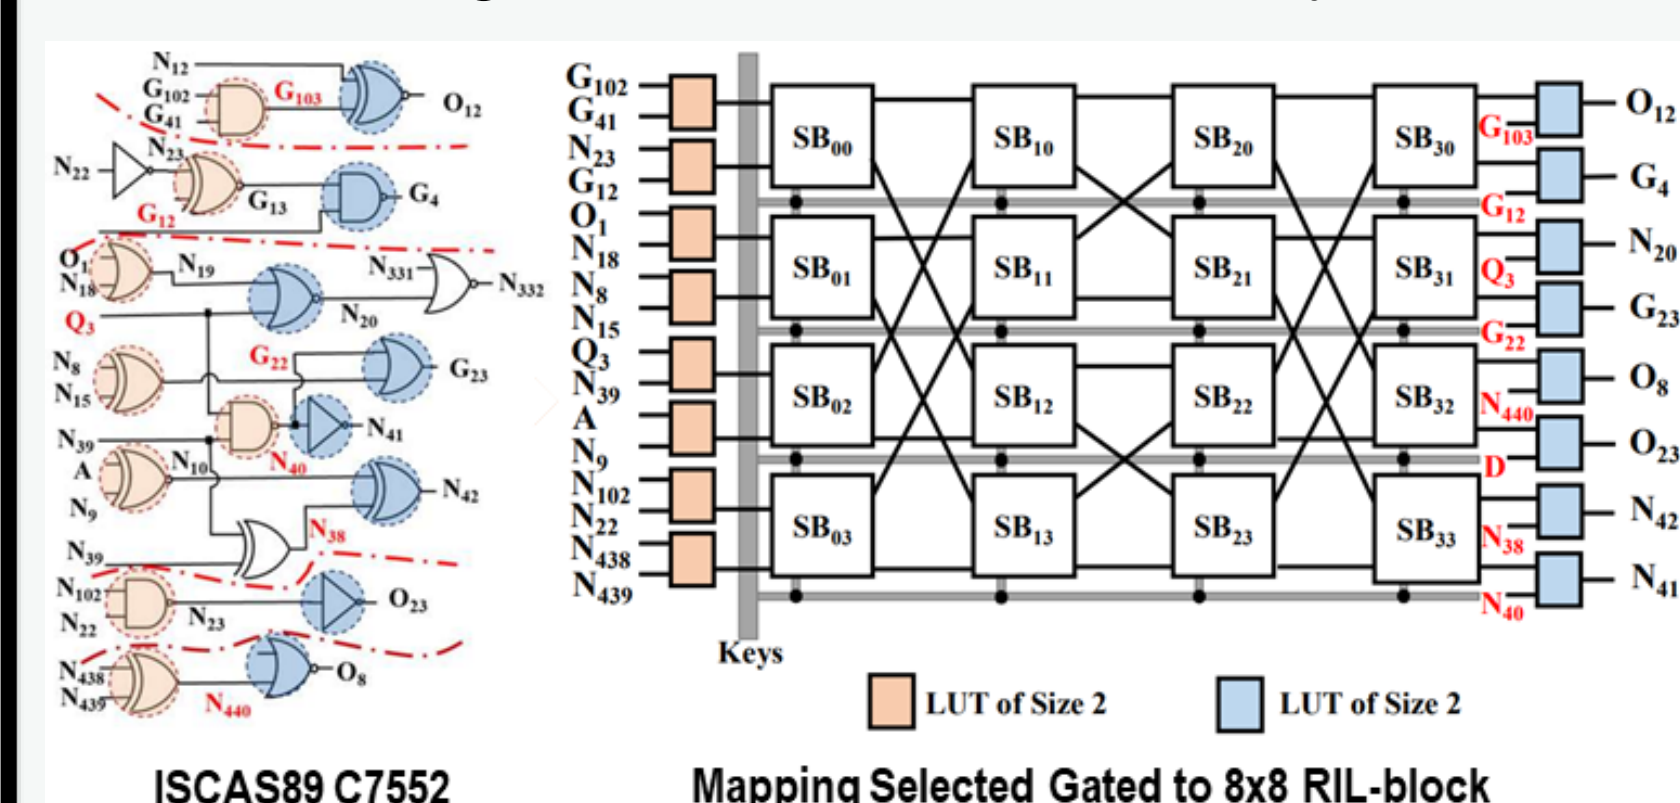 N12
G102
G103
G41
O12
N22
N23
G13
G4
G12
O1
N18
N19
N331
N332
Q3
N20
N8
G22
G23
N15
N39
N41
A
N10
N40
N42
N9
N38
N39
N102
N22
N23
O23
N438
N439
N440
O8
ISCAS89 C7552
G102
G41
N23
G12
O1
N18
N8
N15
Q3
N39
A
N9
N102
N22
N438
N439
Keys
SB00 SB10 SB20 SB30
SB01 SB11 SB21 SB31
SB02 SB12 SB22 SB32
SB03 SB13 SB23 SB33
G103
G12
Q3
G22
N440
D
N38
N40
O12
G4
N20
G23
O8
O23
N42
N41
LUT of Size 2 LUT of Size 2
Mapping Selected Gated to 8x8 RIL-block